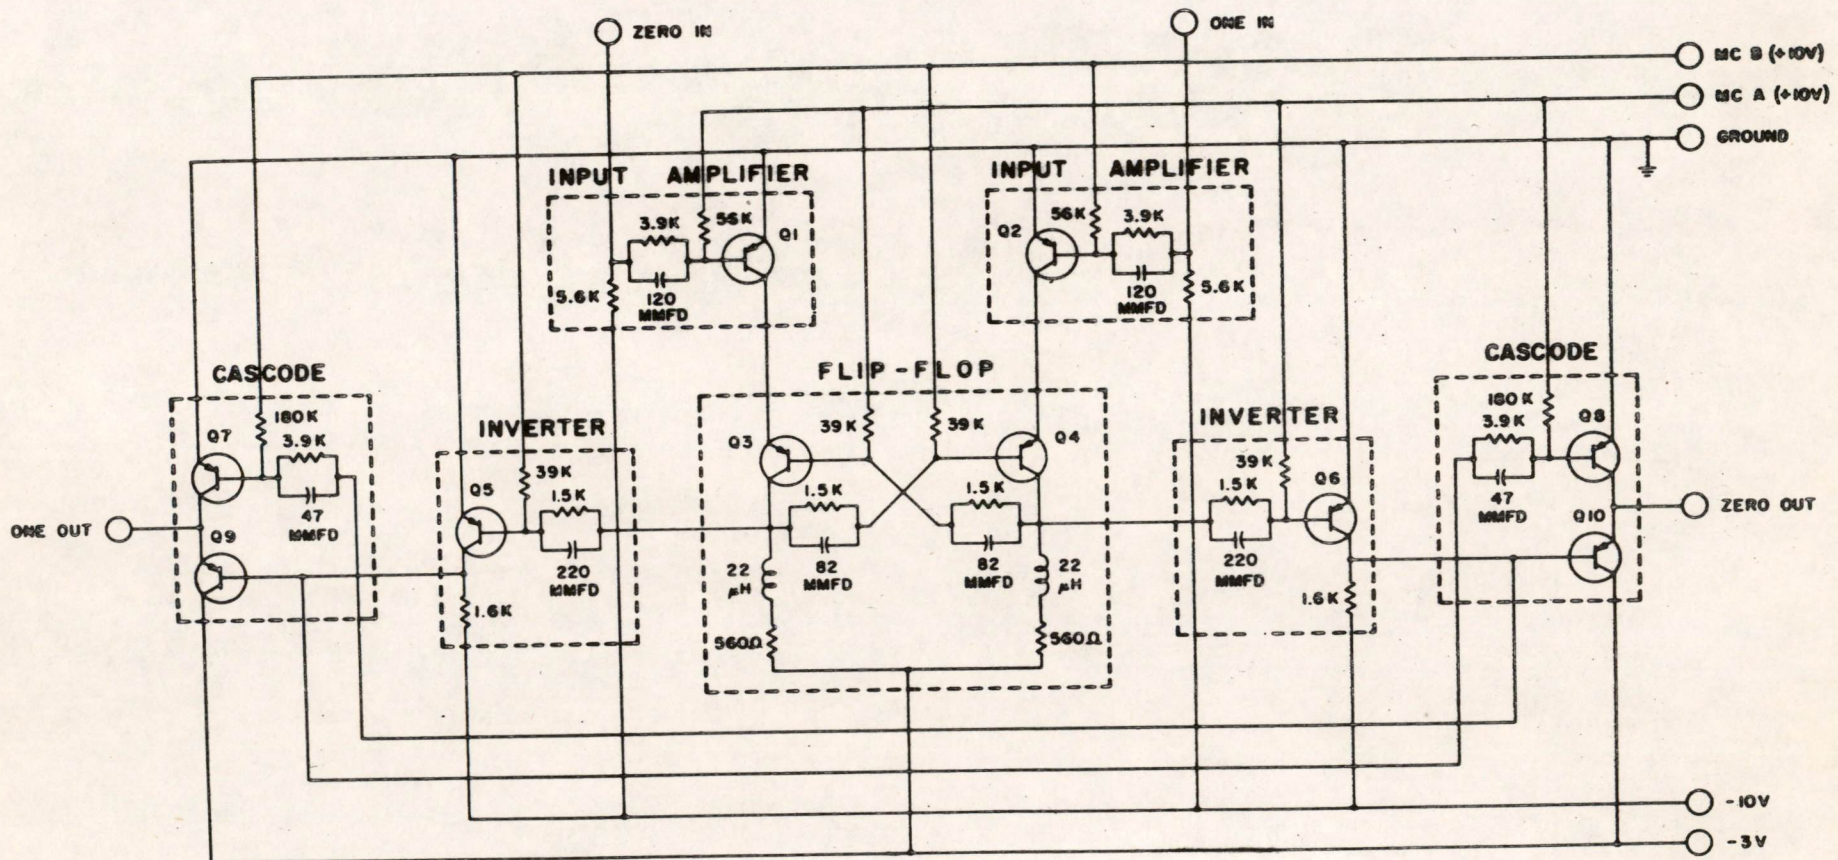 ZERO IN
ONE IN
MC B (+10V)
MC A (+10V)
GROUND
INPUT AMPLIFIER
INPUT AMPLIFIER
3.9K
56K
Q1
5.6K
120
MMFD
Q2
56K
3.9K
120
MMFD
5.6K
CASCODE
FLIP-FLOP
CASCODE
INVERTER
INVERTER
Q7
180K
3.9K
47
MMFD
Q9
ONE OUT
Q5
39K
1.5K
220
MMFD
1.6K
Q3
39K
39K
Q4
1.5K
1.5K
82
MMFD
82
MMFD
22
μH
22
μH
560Ω
560Ω
39K
Q6
1.5K
220
MMFD
1.6K
180K
3.9K
Q8
47
MMFD
Q10
ZERO OUT
-10V
-3V